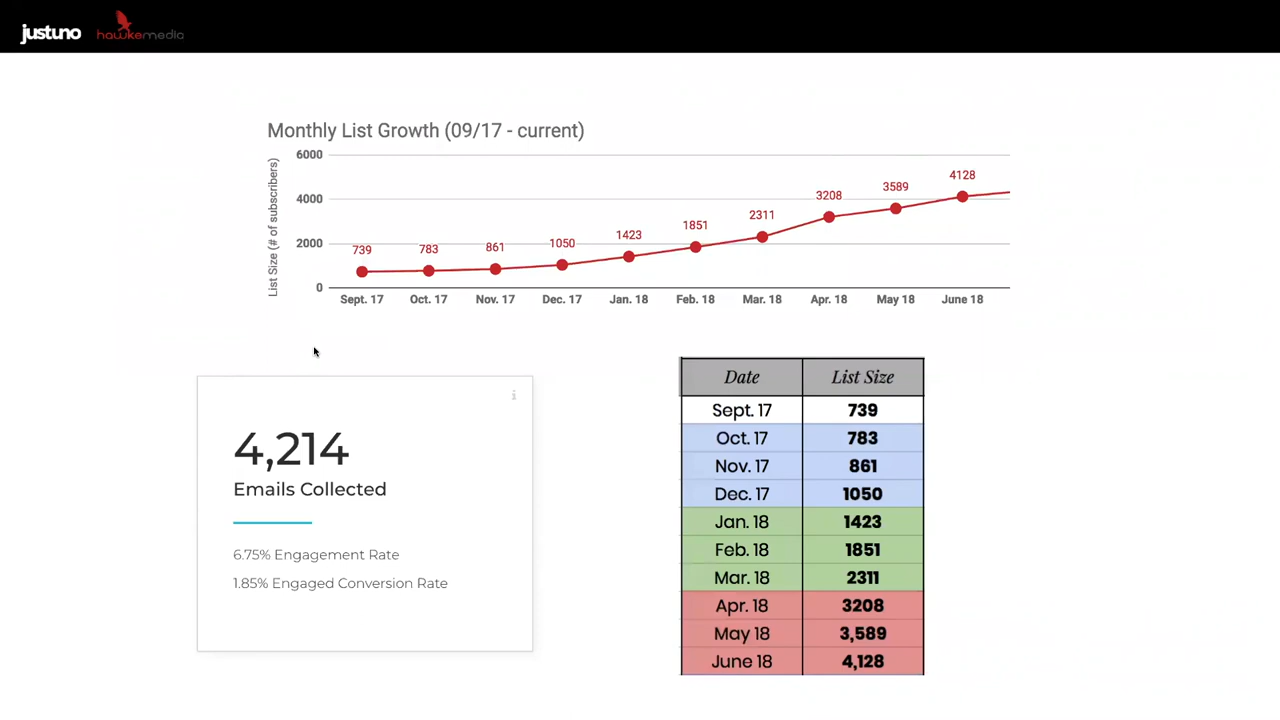 justuno hawkemedia
Monthly List Growth (09/17 - current)
List Size (# of subscribers)
6000
4000
2000
0
739 783 861 1050 1423 1851 2311 3208 3589 4128
Sept. 17 Oct. 17 Nov. 17 Dec. 17 Jan. 18 Feb. 18 Mar. 18 Apr. 18 May 18 June 18
i
4,214
Emails Collected
6.75% Engagement Rate
1.85% Engaged Conversion Rate
Date List Size
Sept. 17 739
Oct. 17 783
Nov. 17 861
Dec. 17 1050
Jan. 18 1423
Feb. 18 1851
Mar. 18 2311
Apr. 18 3208
May 18 3,589
June 18 4,128